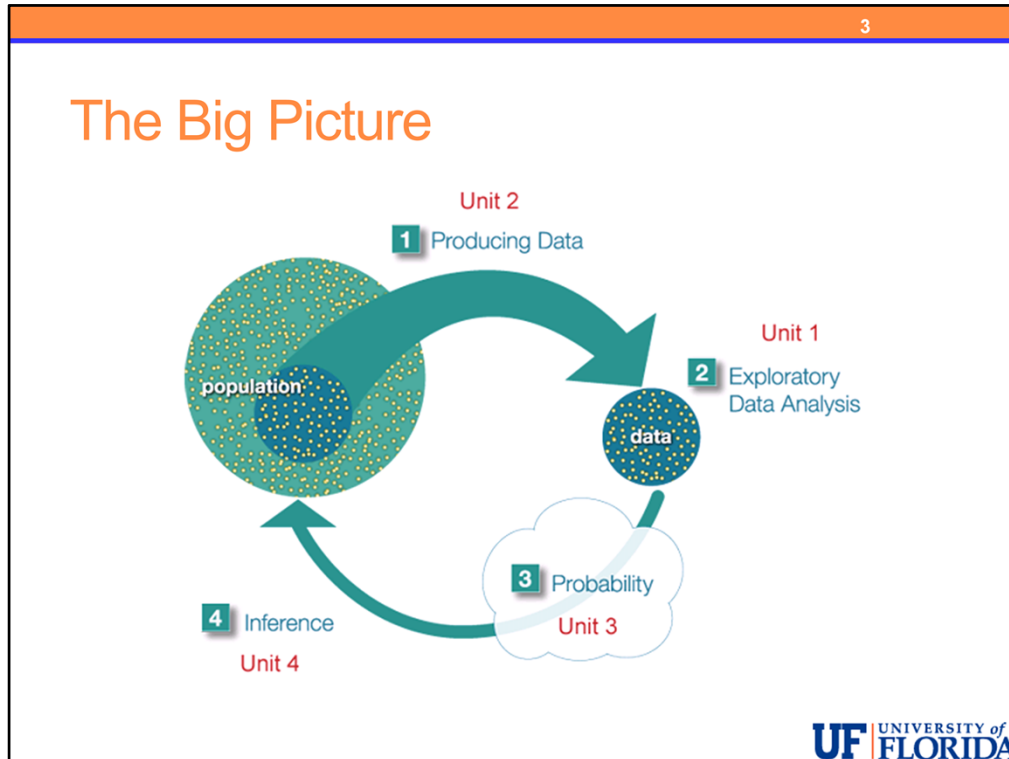 3
The Big Picture
Unit 2
1 Producing Data
Unit 1
2 Exploratory
Data Analysis
population
data
3 Probability
Unit 3
4 Inference
Unit 4
UF UNIVERSITY of
FLORIDA